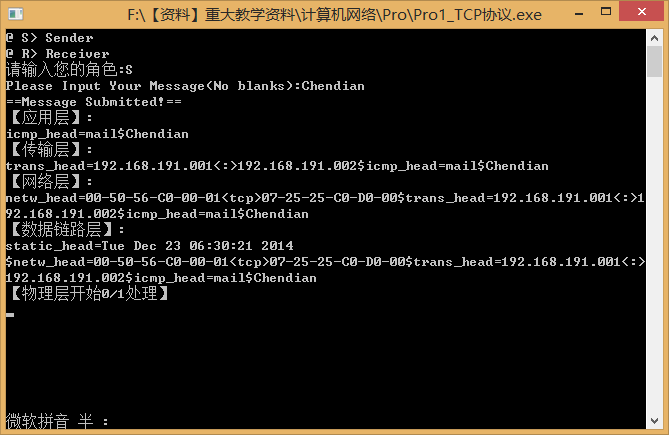 F:\【资料】重大教学资料\计算机网络\Pro\Pro1_TCP协议.exe
@ S> Sender
@ R> Receiver
请输入您的角色:S
Please Input Your Message(No blanks):Chendian
==Message Submitted!==
【应用层】:
icmp_head=mail$Chendian
【传输层】:
trans_head=192.168.191.001<:>192.168.191.002$icmp_head=mail$Chendian
【网络层】:
netw_head=00-50-56-C0-00-01<tcp>07-25-25-C0-D0-00$trans_head=192.168.191.001<:>1
92.168.191.002$icmp_head=mail$Chendian
【数据链路层】:
static_head=Tue Dec 23 06:30:21 2014
$netw_head=00-50-56-C0-00-01<tcp>07-25-25-C0-D0-00$trans_head=192.168.191.001<:>
192.168.191.002$icmp_head=mail$Chendian
【物理层开始0/1处理】
微软拼音 半 :